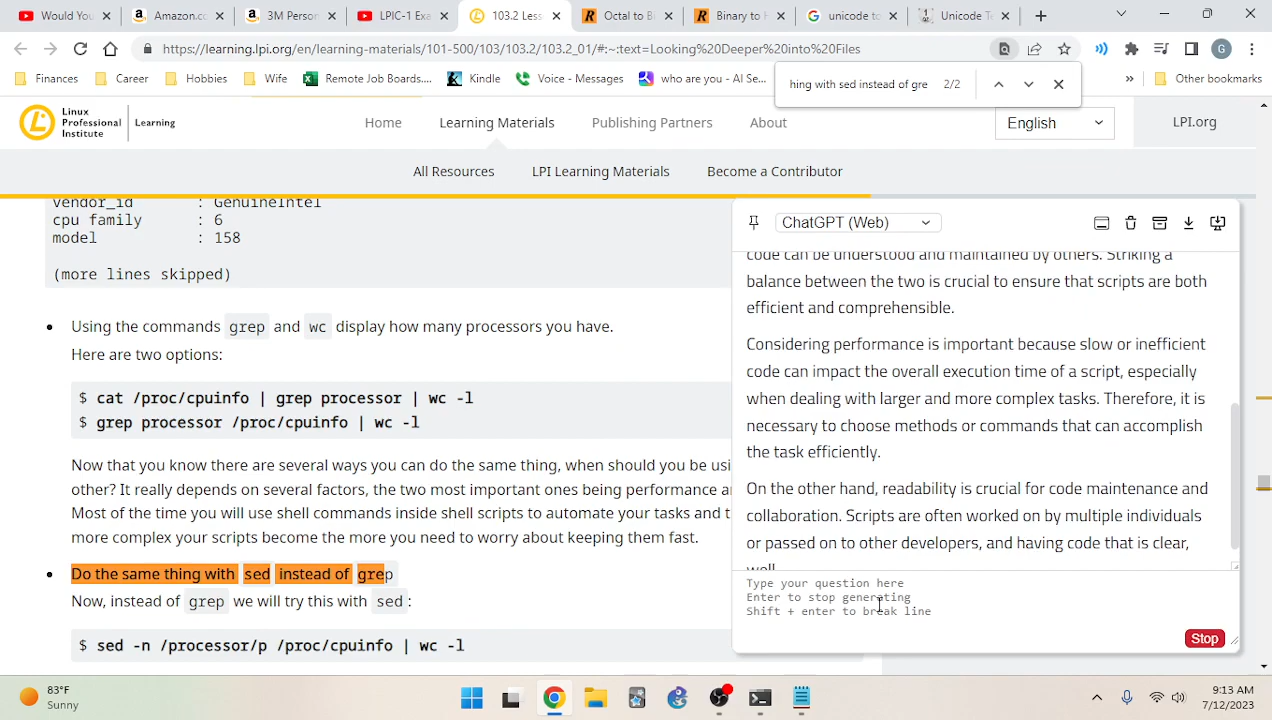 Would You
Amazon.cc
3M Person
LPIC-1 Exa
103.2 Less
Octal to B
Binary to H
unicode to
Unicode Te
https://learning.lpi.org/en/learning-materials/101-500/103/103.2/103.2_01/#:~:text=Looking%20Deeper%20into%20Files
G
Finances
Career
Hobbies
Wife
Remote Job Boards....
Kindle
Voice - Messages
who are you - AI Se...
»
Other bookmarks
hing with sed instead of gre
2/2
Linux
Professional
Institute
Learning
Home
Learning Materials
Publishing Partners
About
English
LPI.org
All Resources
LPI Learning Materials
Become a Contributor
vendor_id : GenuineIntel
cpu family : 6
model : 158
(more lines skipped)
Using the commands grep and wc display how many processors you have.
Here are two options:
$ cat /proc/cpuinfo | grep processor | wc -l
$ grep processor /proc/cpuinfo | wc -l
Now that you know there are several ways you can do the same thing, when should you be usi
other? It really depends on several factors, the two most important ones being performance a
Most of the time you will use shell commands inside shell scripts to automate your tasks and t
more complex your scripts become the more you need to worry about keeping them fast.
Do the same thing with sed instead of grep
Now, instead of grep we will try this with sed:
$ sed -n /processor/p /proc/cpuinfo | wc -l
ChatGPT (Web)
code can be understood and maintained by others. Striking a
balance between the two is crucial to ensure that scripts are both
efficient and comprehensible.
Considering performance is important because slow or inefficient
code can impact the overall execution time of a script, especially
when dealing with larger and more complex tasks. Therefore, it is
necessary to choose methods or commands that can accomplish
the task efficiently.
On the other hand, readability is crucial for code maintenance and
collaboration. Scripts are often worked on by multiple individuals
or passed on to other developers, and having code that is clear,
well
Type your question here
Enter to stop generating
Shift + enter to break line
Stop
83°F
Sunny
9:13 AM
7/12/2023